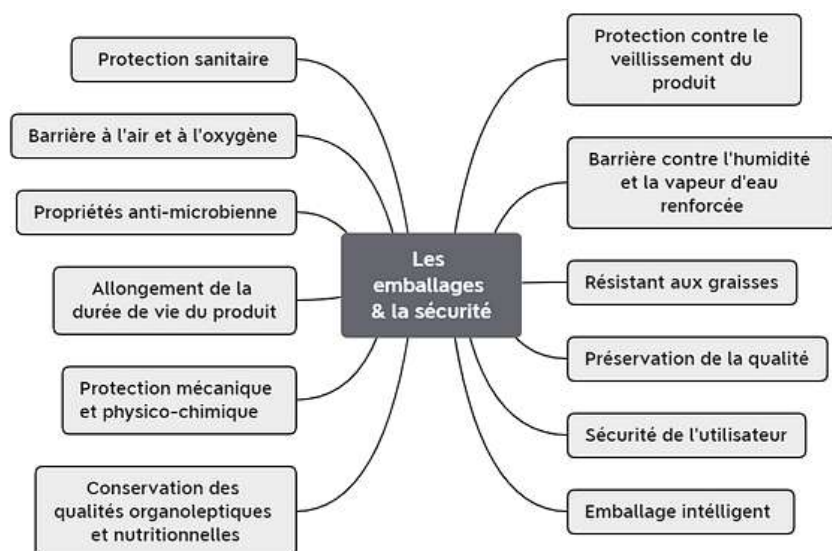 Protection sanitaire
Barrière à l'air et à l'oxygène
Propriétés anti-microbienne
Allongement de la
durée de vie du produit
Protection mécanique
et physico-chimique
Conservation des
qualités organoleptiques
et nutritionnelles
Les
emballages
& la sécurité
Protection contre le
veillissement du
produit
Barrière contre l'humidité
et la vapeur d'eau
renforcée
Résistant aux graisses
Préservation de la qualité
Sécurité de l'utilisateur
Emballage intélligent